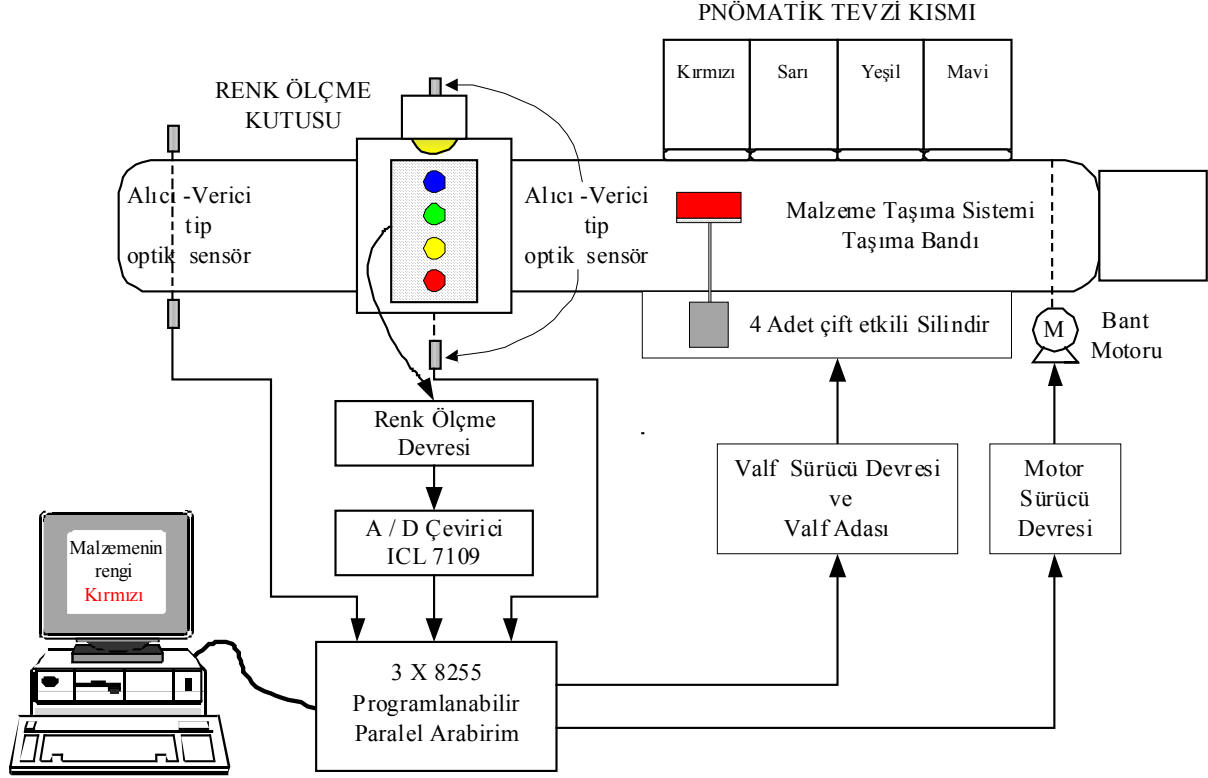 PNÖMATİK TEVZİ KISMI
Kırmızı
Sarı
Yeşil
Mavi
RENK ÖLÇME
KUTUSU
Alıcı -Verici
tip
optik sensör
Alıcı -Verici
tip
optik sensör
Malzeme Taşıma Sistemi
Taşıma Bandı
4 Adet çift etkili Silindir
M
Bant
Motoru
Renk Ölçme
Devresi
Valf Sürücü Devresi
ve
Valf Adası
Motor
Sürücü
Devresi
A / D Çevirici
ICL 7109
Malzemenin
rengi
Kırmızı
3 X 8255
Programlanabilir
Paralel Arabirim